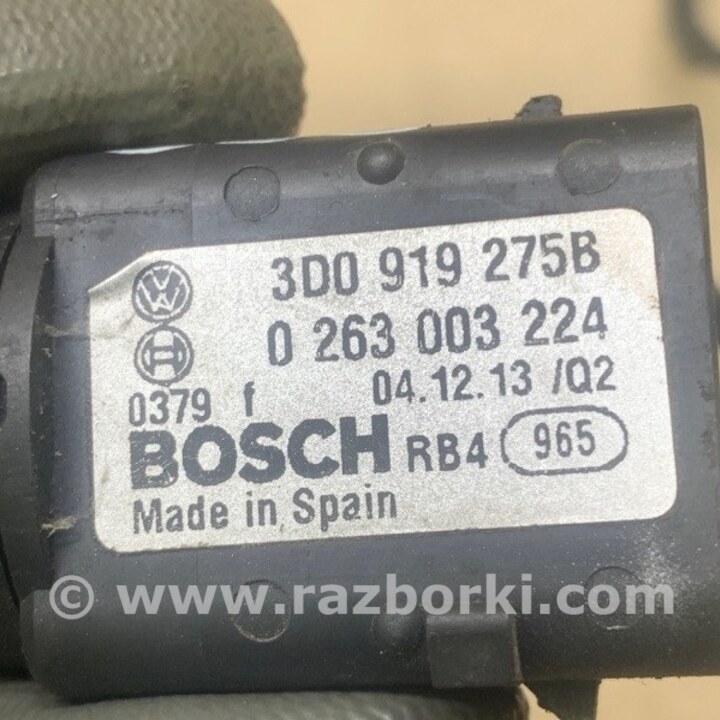 3D0 919 275B
0 263 003 224
0379 f 04.12.13 /Q2
BOSCH RB4 965
Made in Spain
© www.razborki.com